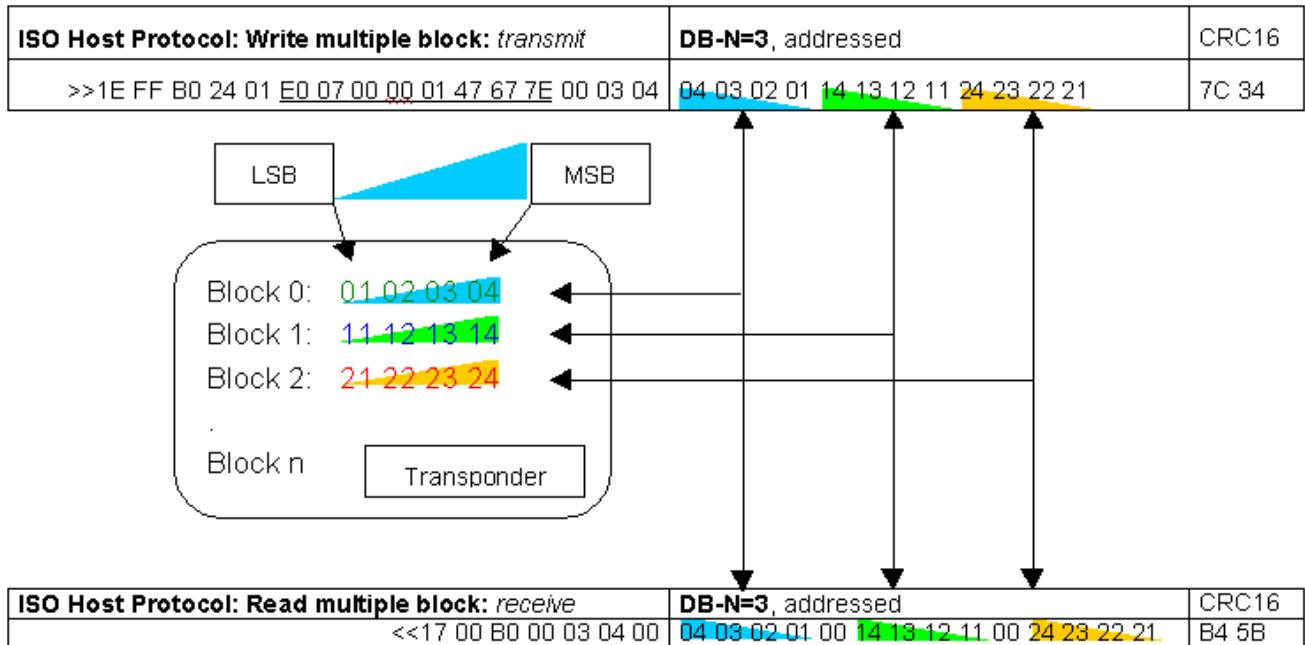 ISO Host Protocol: Write multiple block: transmit DB-N=3, addressed CRC16
>>1E FF B0 24 01 E0 07 00 00 01 47 67 7E 00 03 04 04 03 02 01 14 13 12 11 24 23 22 21 7C 34
LSB MSB
Block 0: 01 02 03 04
Block 1: 11 12 13 14
Block 2: 21 22 23 24
.
Block n Transponder
ISO Host Protocol: Read multiple block: receive DB-N=3, addressed CRC16
<<17 00 B0 00 03 04 00 04 03 02 01 00 14 13 12 11 00 24 23 22 21 B4 5B